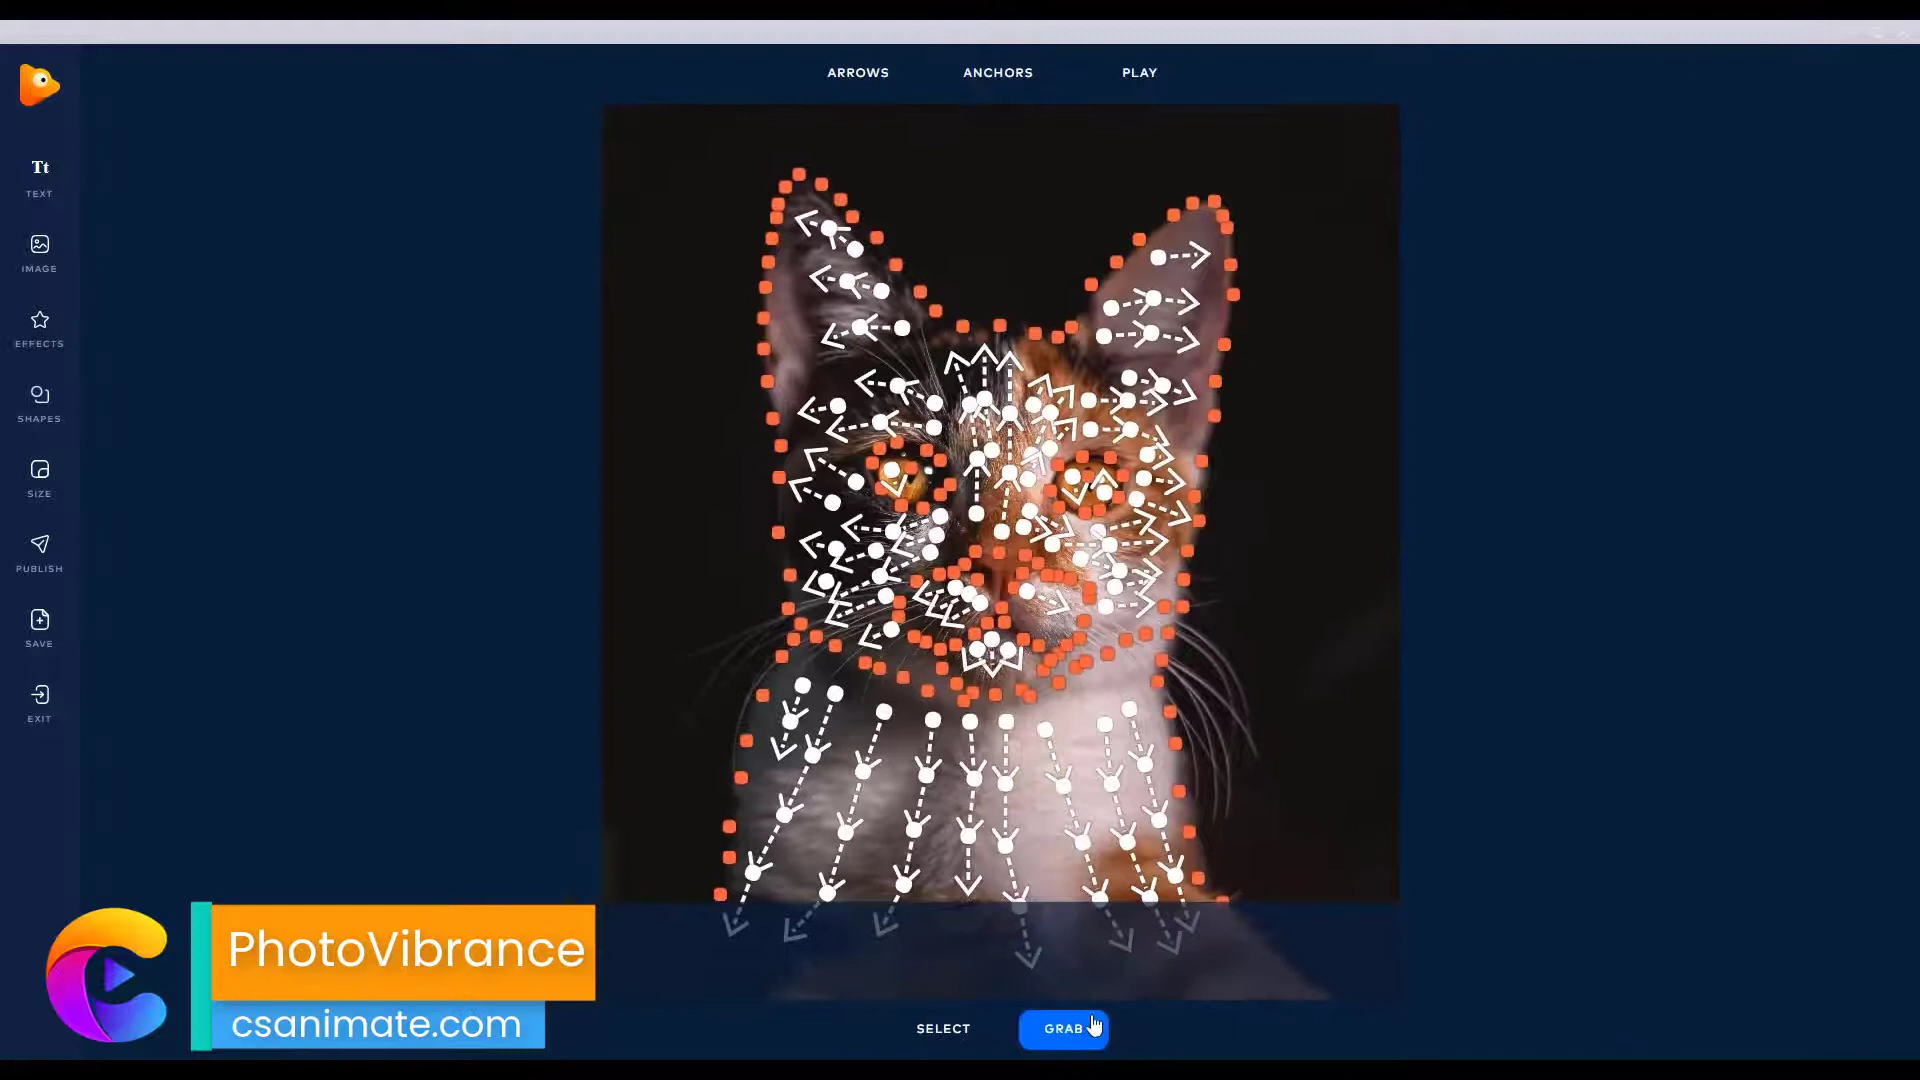 ARROWS ANCHORS PLAY
Tt
TEXT
IMAGE
EFFECTS
SHAPES
SIZE
PUBLISH
SAVE
EXIT
PhotoVibrance
csanimate.com
SELECT GRAB